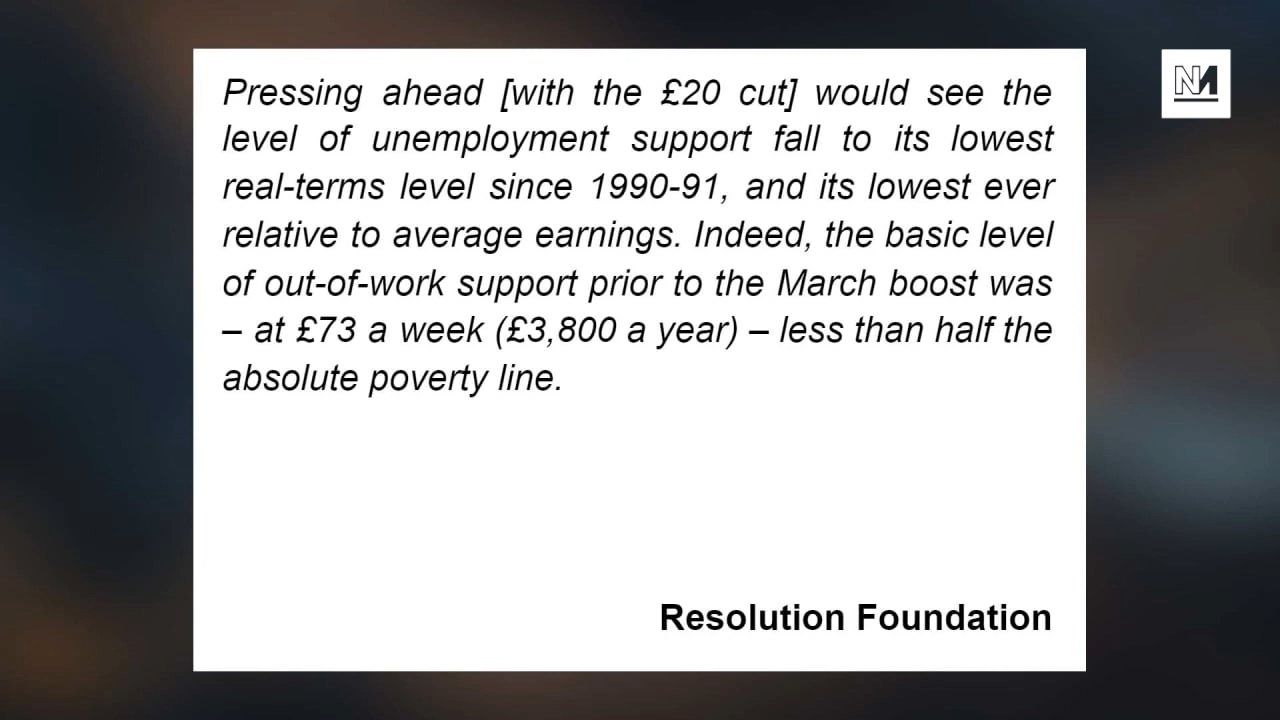 Pressing ahead [with the £20 cut] would see the
level of unemployment support fall to its lowest
real-terms level since 1990-91, and its lowest ever
relative to average earnings. Indeed, the basic level
of out-of-work support prior to the March boost was
– at £73 a week (£3,800 a year) – less than half the
absolute poverty line.
Resolution Foundation
NM